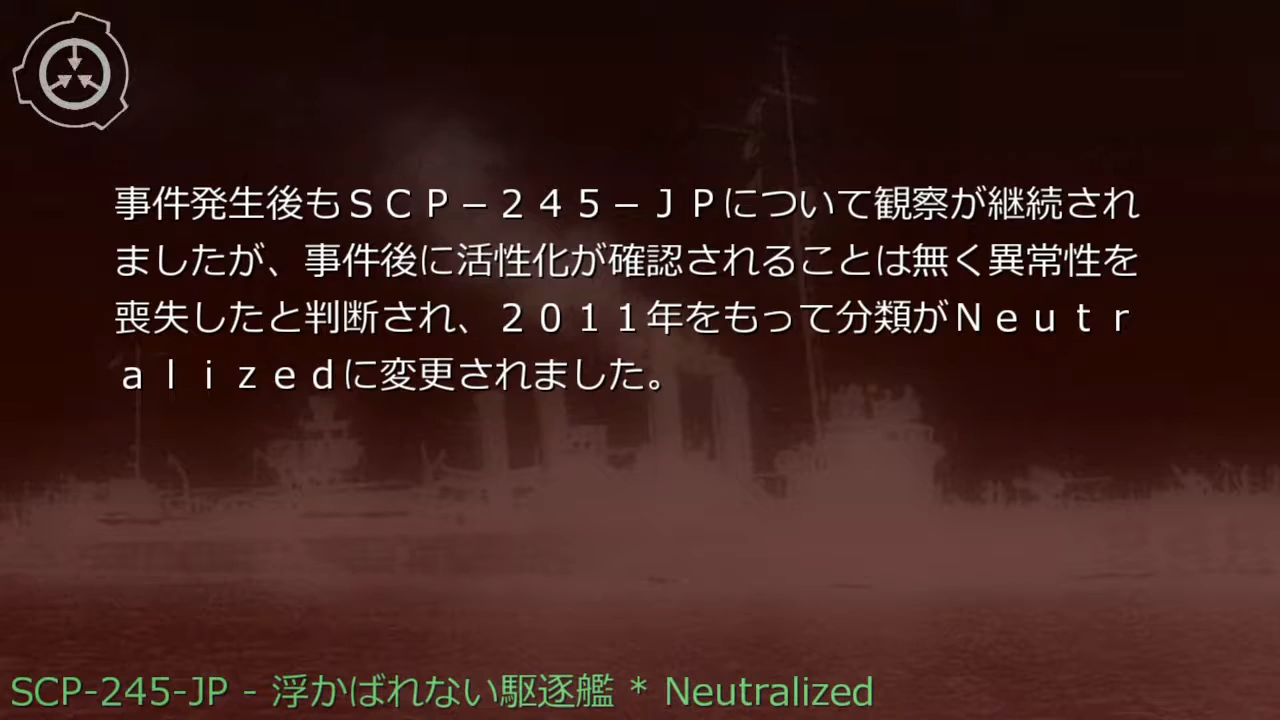 事件発生後もＳＣＰ－２４５－ＪＰについて観察が継続され
ましたが、事件後に活性化が確認されることは無く異常性を
喪失したと判断され、２０１１年をもって分類がＮｅｕｔｒ
ａｌｉｚｅｄに変更されました。
SCP-245-JP - 浮かばれない駆逐艦 * Neutralized